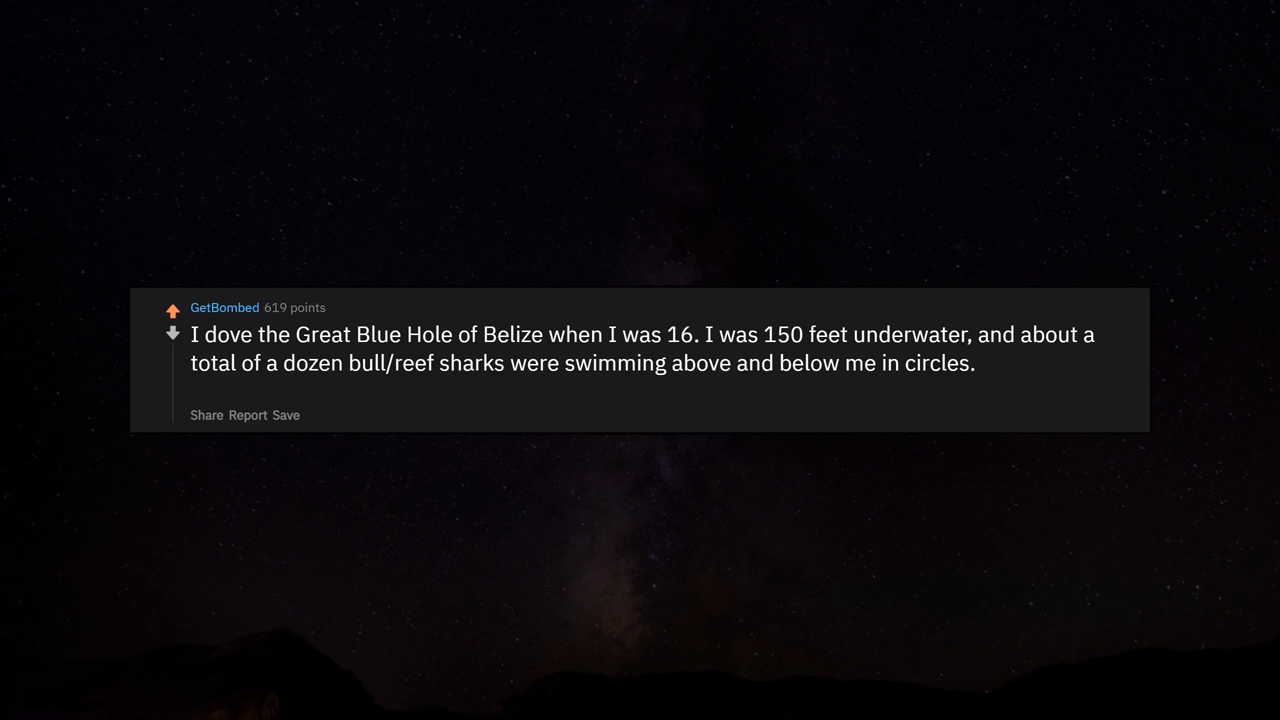 GetBombed 619 points
I dove the Great Blue Hole of Belize when I was 16. I was 150 feet underwater, and about a
total of a dozen bull/reef sharks were swimming above and below me in circles.
Share Report Save